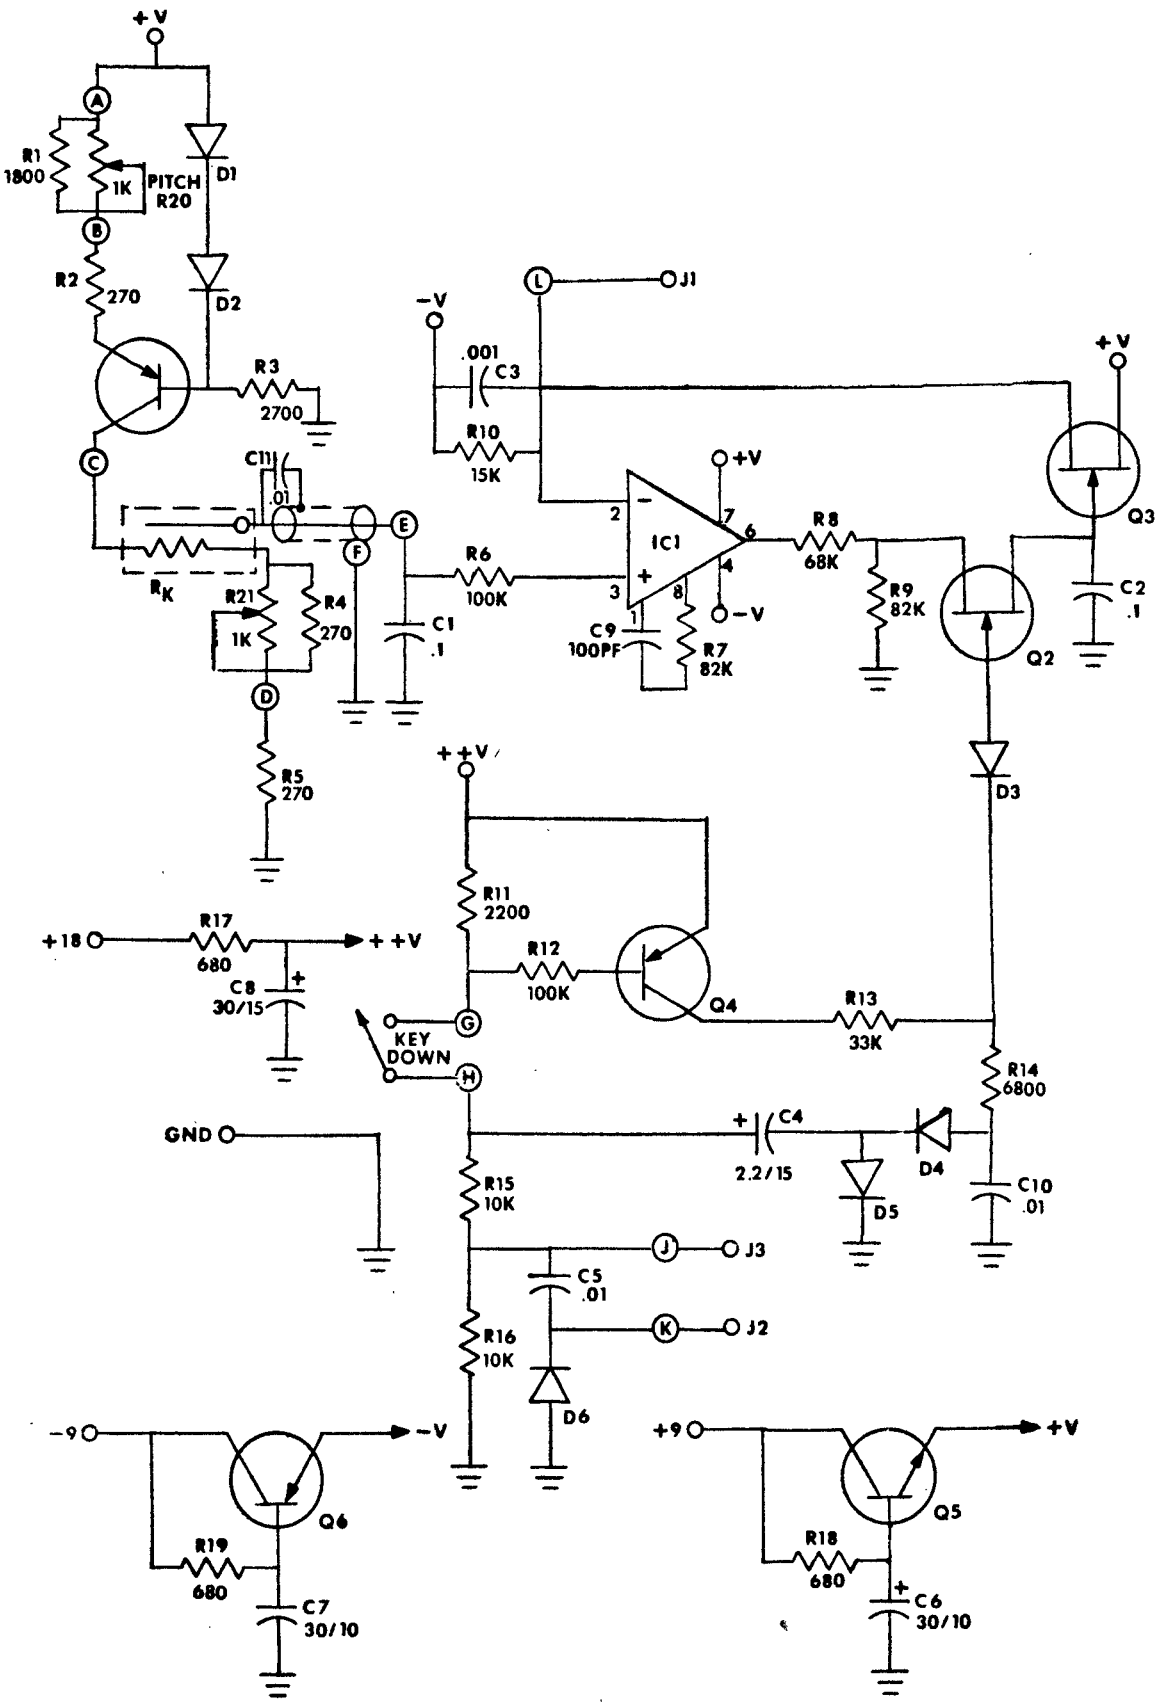 +V
A
R1
1800
1K
PITCH
R20
D1
B
R2
270
D2
R3
2700
C
L
J1
-V
.001
C3
R10
15K
+V
Q3
C11
.01
E
F
R6
100K
RK
R21
1K
R4
270
C1
.1
D
R5
270
+V
-
2
7
IC1
6
+
3
4
8
1
-V
C9
100PF
R7
82K
R8
68K
R9
82K
Q2
C2
.1
D3
++V
R11
2200
R12
100K
Q4
R13
33K
+18
R17
680
++V
+
C8
30/15
G
KEY
DOWN
H
R14
6800
GND
+
C4
2.2/15
D4
D5
C10
.01
R15
10K
J
J3
C5
.01
K
J2
R16
10K
D6
-9
-V
Q6
R19
680
C7
30/10
+9
+V
Q5
R18
680
+
C6
30/10